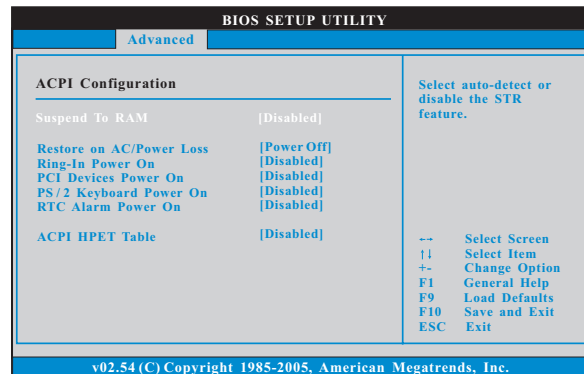 BIOS SETUP UTILITY
Advanced
ACPI Configuration
Suspend To RAM [Disabled]
Restore on AC/Power Loss [Power Off]
Ring-In Power On [Disabled]
PCI Devices Power On [Disabled]
PS/2 Keyboard Power On [Disabled]
RTC Alarm Power On [Disabled]
ACPI HPET Table [Disabled]
Select auto-detect or
disable the STR
feature.
←→ Select Screen
↑↓ Select Item
+- Change Option
F1 General Help
F9 Load Defaults
F10 Save and Exit
ESC Exit
v02.54 (C) Copyright 1985-2005, American Megatrends, Inc.